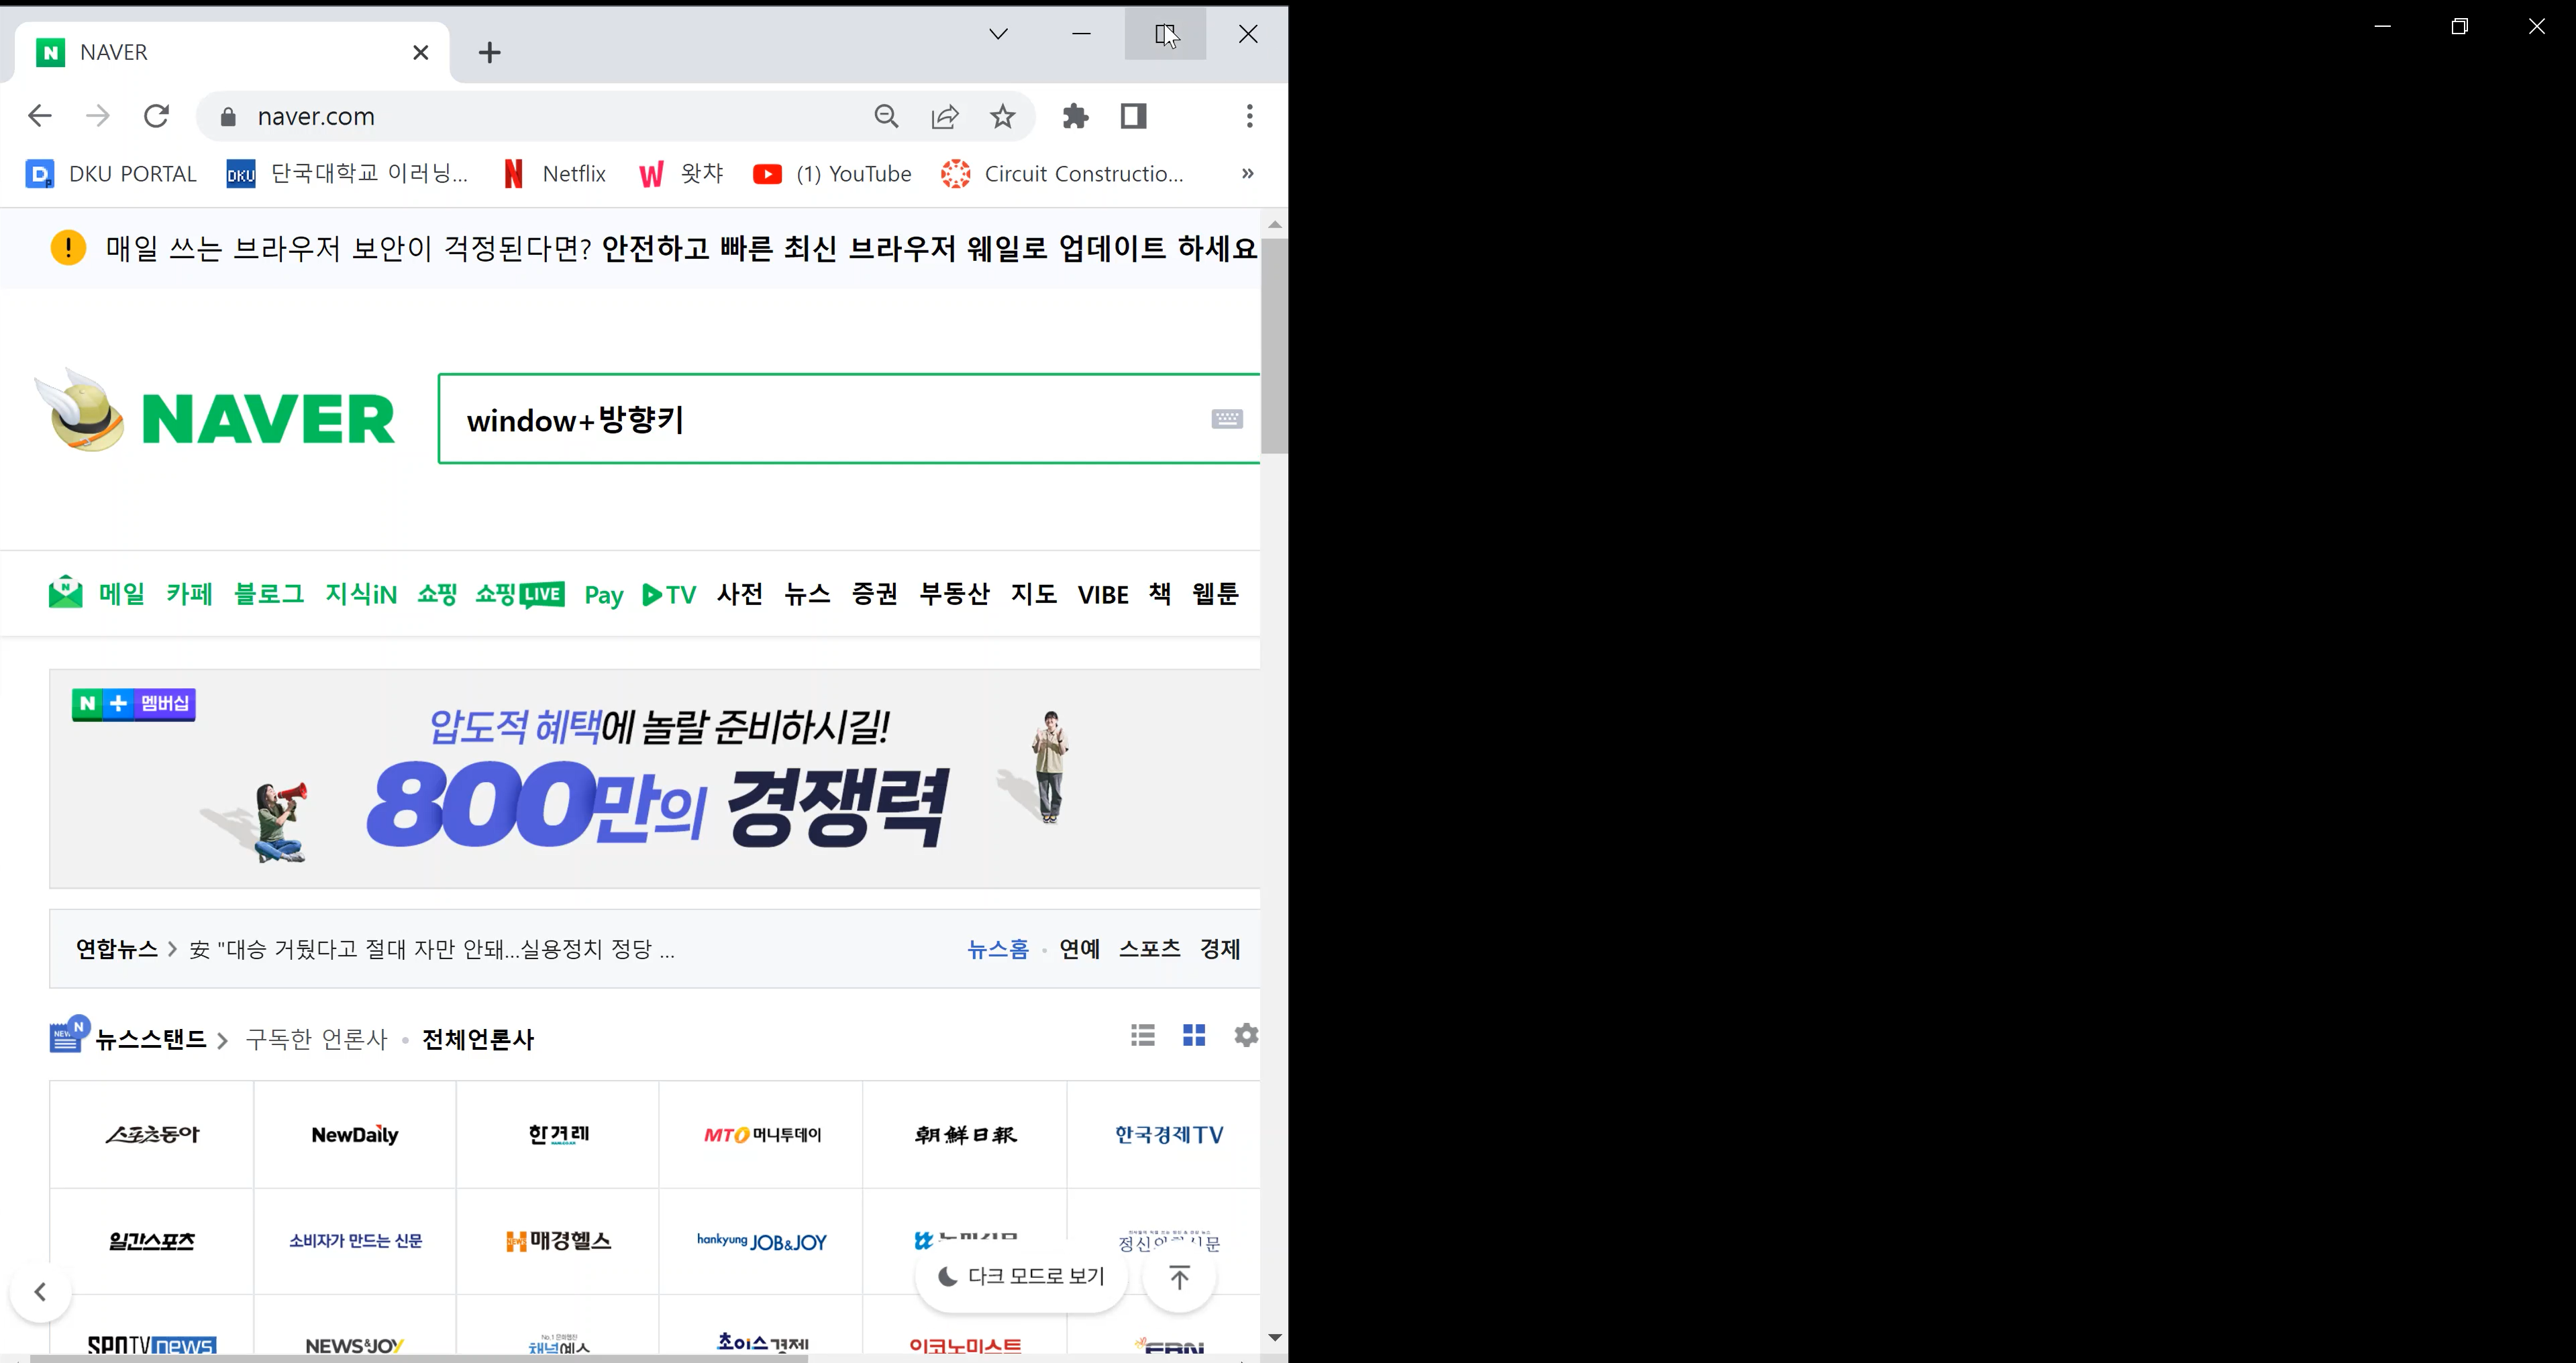 NAVER
naver.com
DKU PORTAL 단국대학교 이러닝... Netflix 왓챠 (1) YouTube Circuit Constructio... »
매일 쓰는 브라우저 보안이 걱정된다면? 안전하고 빠른 최신 브라우저 웨일로 업데이트 하세요
NAVER window+방향키
메일 카페 블로그 지식iN 쇼핑 쇼핑LIVE Pay TV 사전 뉴스 증권 부동산 지도 VIBE 책 웹툰
N+멤버십
압도적 혜택에 놀랄 준비하시길!
800만의 경쟁력
연합뉴스 > 安 "대승 거뒀다고 절대 자만 안돼...실용정치 정당 ... 뉴스홈 · 연예 스포츠 경제
뉴스스탠드 > 구독한 언론사 · 전체언론사
스포츠동아 NewDaily 한겨레 MTO 머니투데이 朝鮮日報 한국경제TV
일간스포츠 소비자가 만드는 신문 매경헬스 hankyung JOB&JOY
다크 모드로 보기
SPOTV news NEWS&JOY 채널예스 초이스경제 이코노미스트 EBN